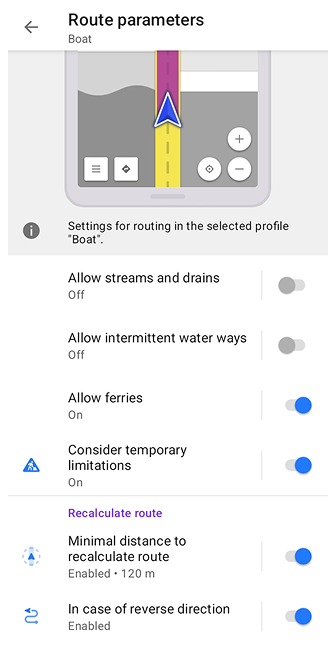 Route parameters
Boat
Settings for routing in the selected profile
"Boat".
Allow streams and drains
Off
Allow intermittent water ways
Off
Allow ferries
On
Consider temporary
limitations
On
Recalculate route
Minimal distance to
recalculate route
Enabled • 120 m
In case of reverse direction
Enabled